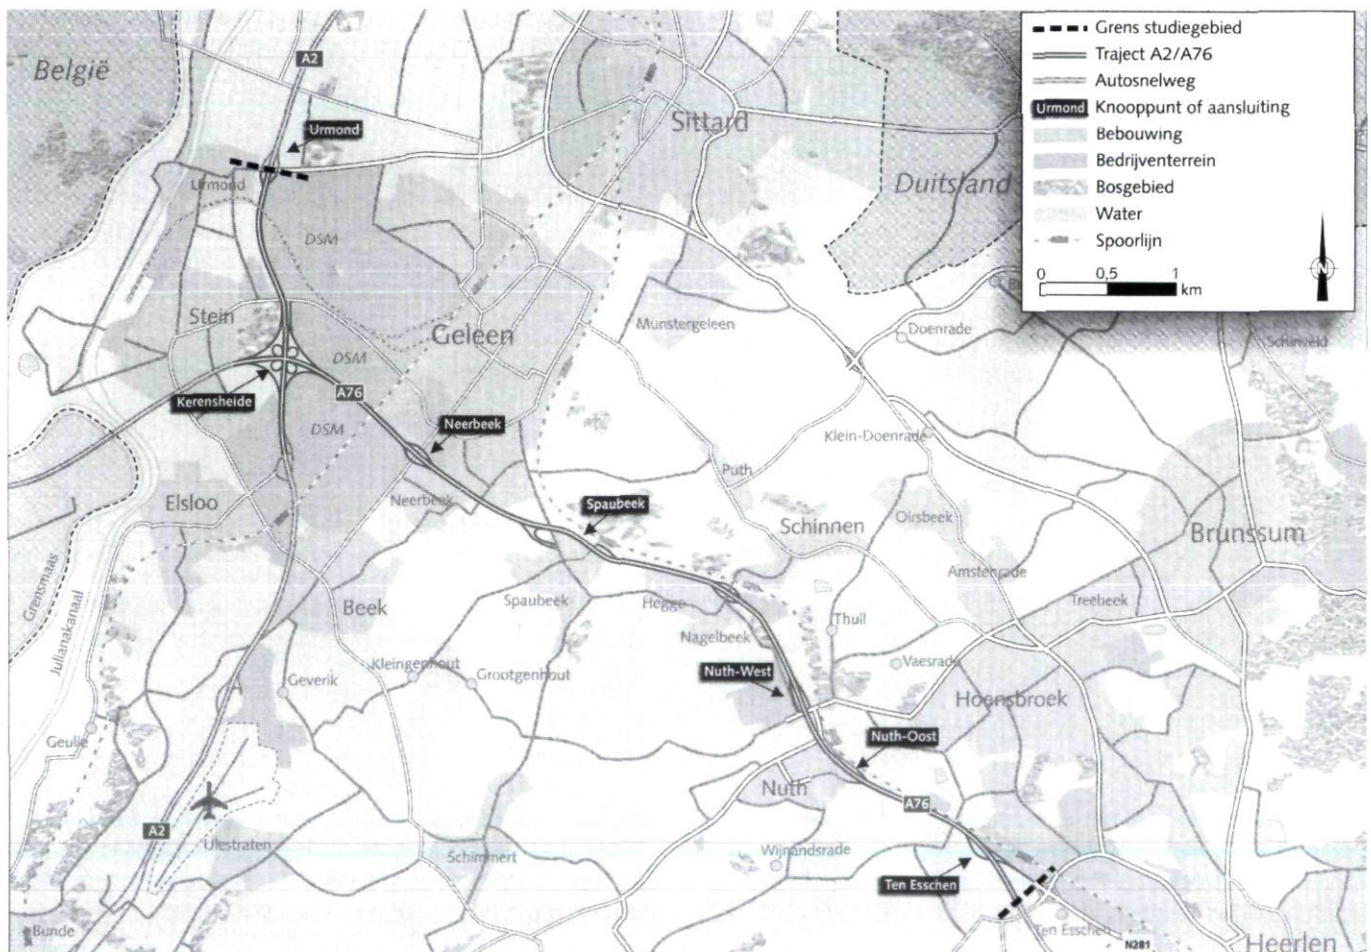 België
A2
Urmond
Sittard
Urmond
Duitsland
DSM
Stein
Geleen
Munstergeleen
Doenrade
Schinveld
DSM
Kerensheide
A76
DSM
Neerbeek
Klein-Doenrade
Puth
Elsloo
Neerbeek
Spaubeek
Schinnen
Oirsbeek
Brunssum
Grensmaas
Julianakanaal
Beek
Spaubeek
Hegge
Amstenrade
Treebeek
Nagelbeek
Thull
Kleingenhout
Grootgenhout
Geverik
Nuth-West
Vaesrade
Hoensbroek
Geulle
Nuth-Oost
Nuth
A76
A2
Ulestraten
Schimmert
Wijnandsrade
Ten Esschen
Bunde
Ten Esschen
N281
Heerlen
Grens studiegebied
Traject A2/A76
Autosnelweg
Urmond Knooppunt of aansluiting
Bebouwing
Bedrijventerrein
Bosgebied
Water
Spoorlijn
N
0 0,5 1
km